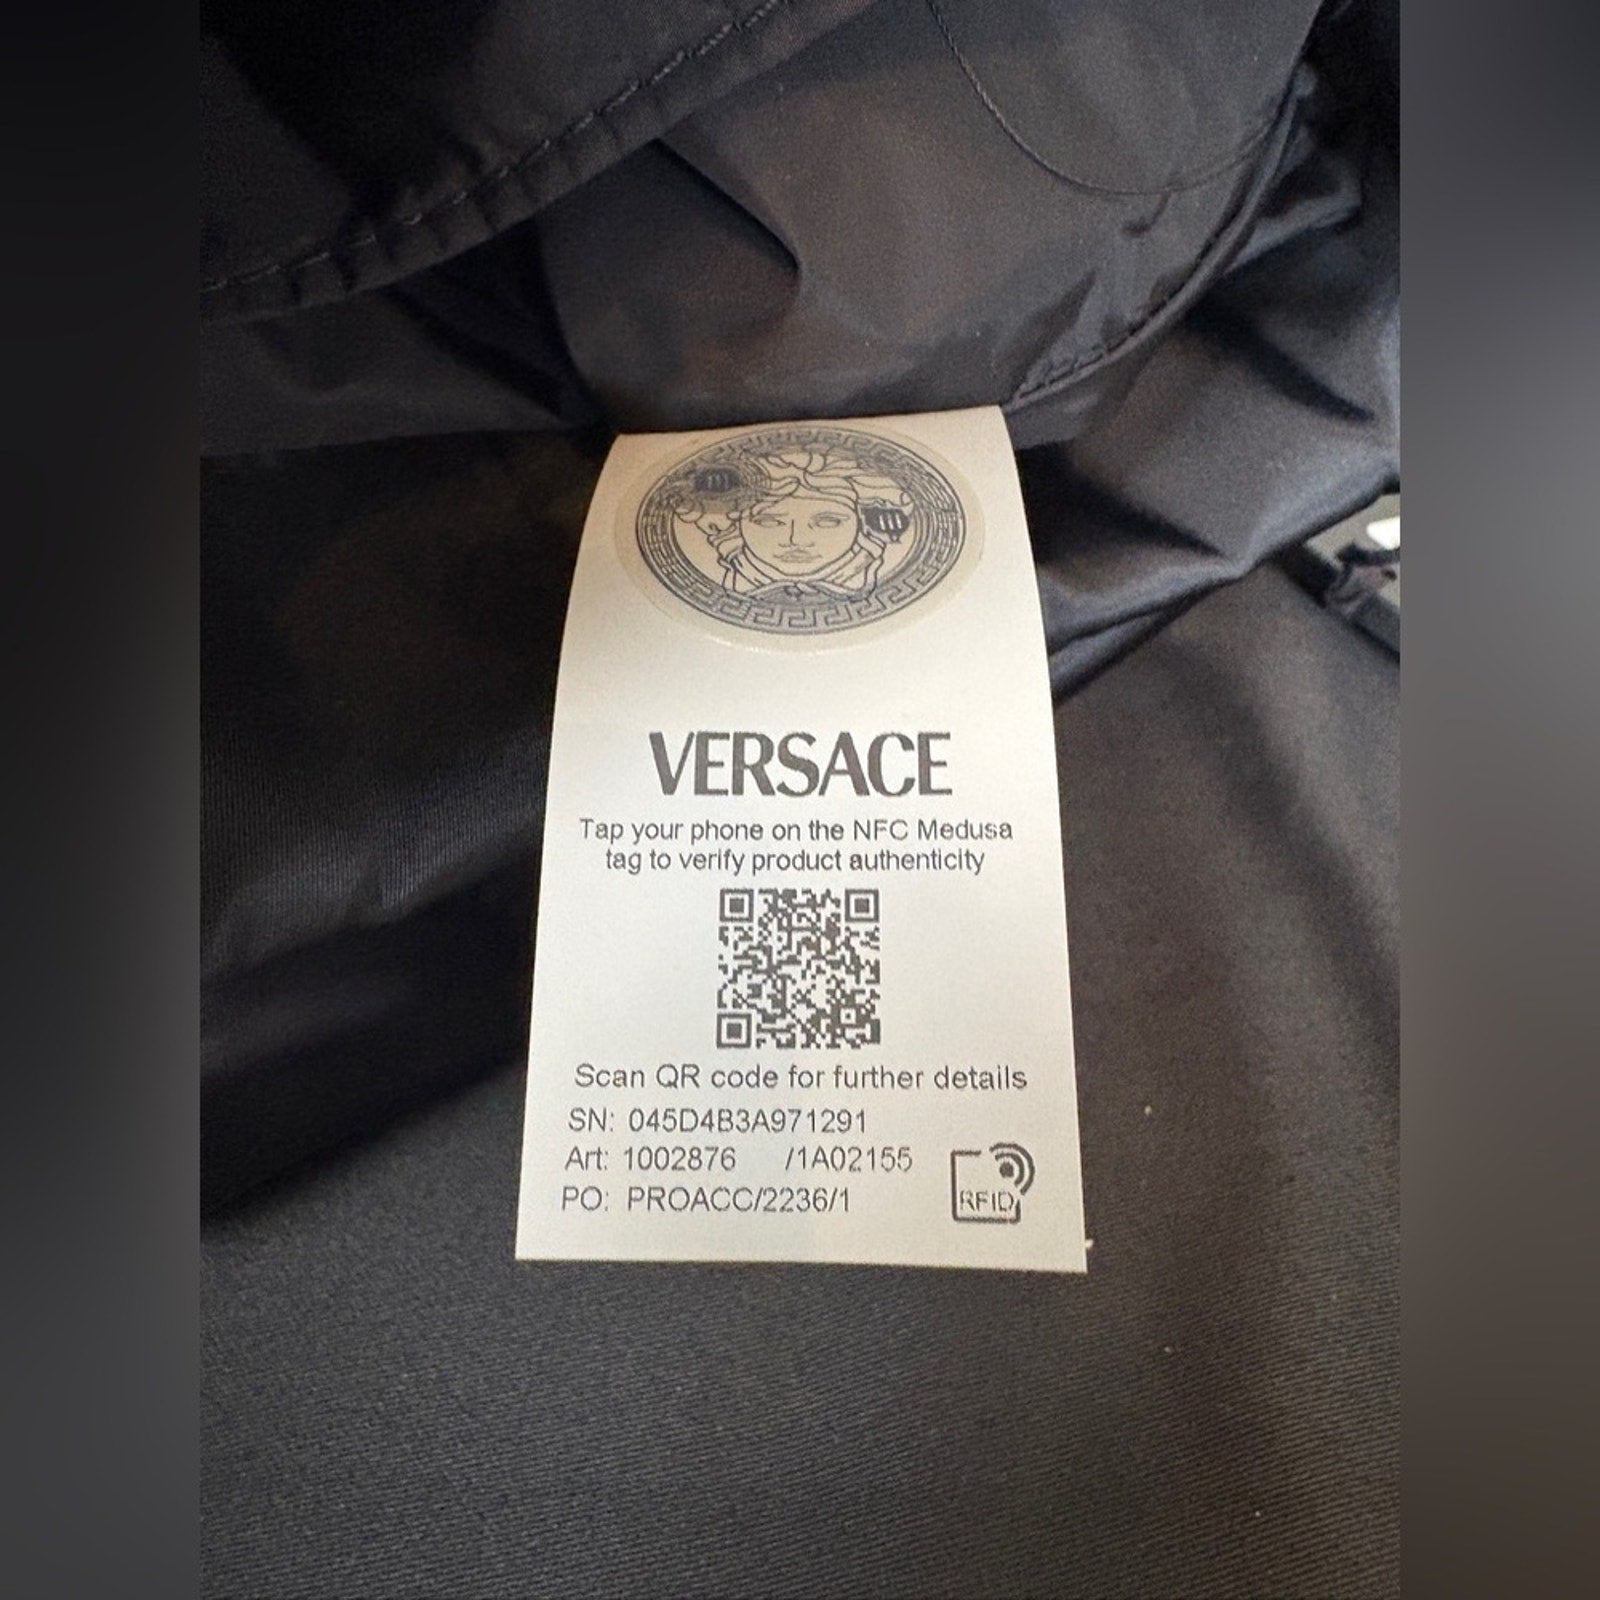 VERSACE
Tap your phone on the NFC Medusa
tag to verify product authenticity
Scan QR code for further details
SN: 045D4B3A971291
Art: 1002876 /1A02155
PO: PROACC/2236/1
RFID